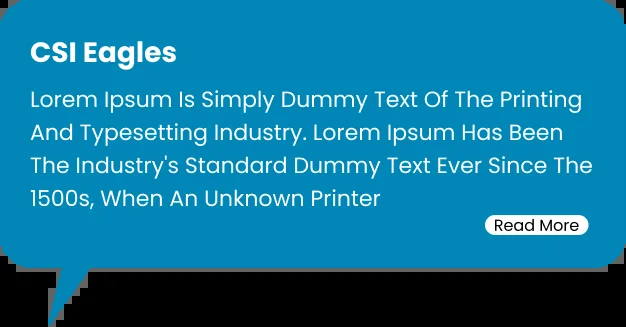 CSI Eagles
Lorem Ipsum Is Simply Dummy Text Of The Printing
And Typesetting Industry. Lorem Ipsum Has Been
The Industry's Standard Dummy Text Ever Since The
1500s, When An Unknown Printer
Read More